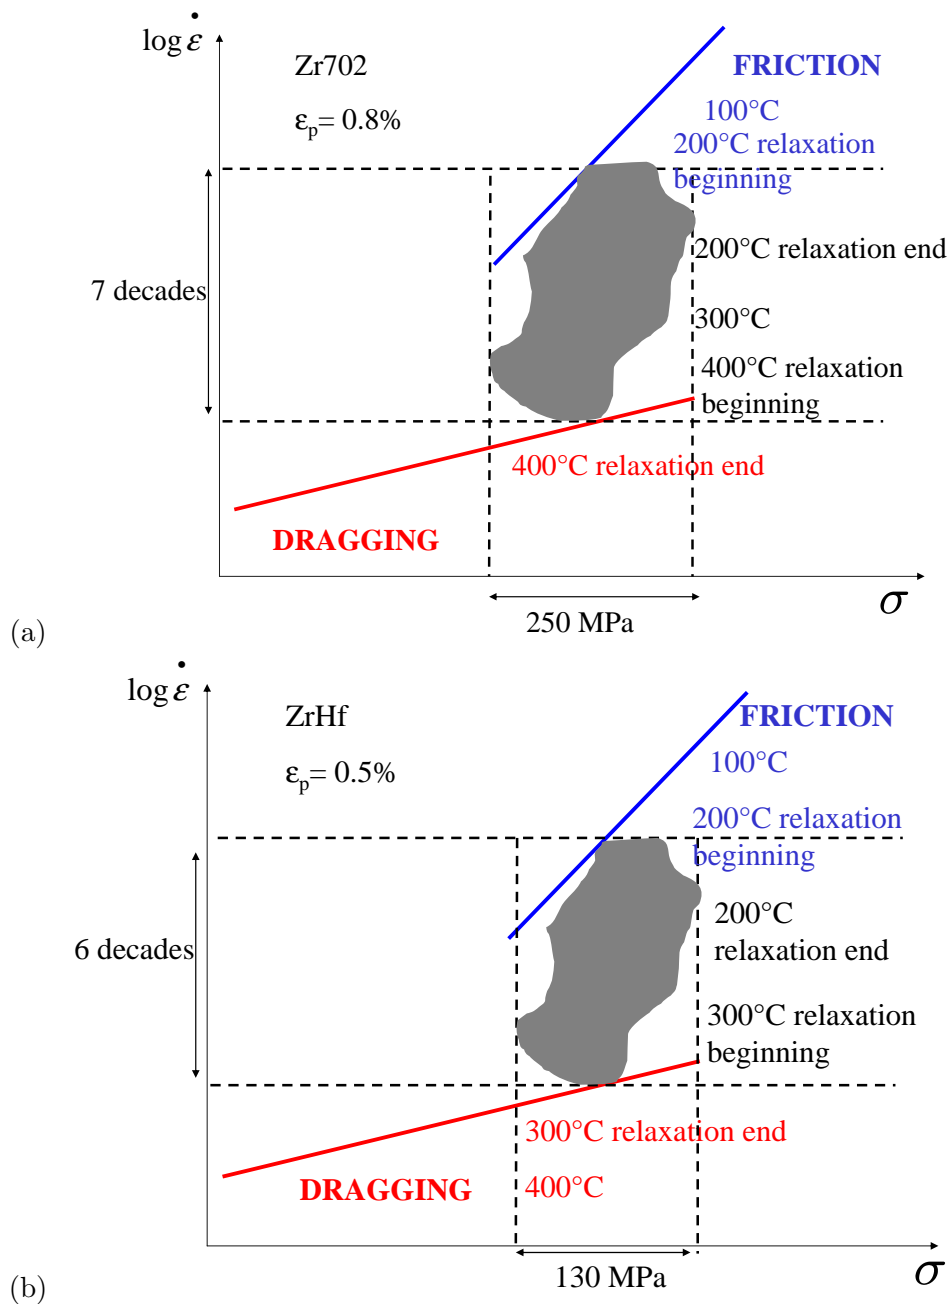 log ε̇
Zr702
εp= 0.8%
FRICTION
100°C
200°C relaxation
beginning
200°C relaxation end
7 decades
300°C
400°C relaxation
beginning
400°C relaxation end
DRAGGING
σ
250 MPa
(a)
log ε̇
ZrHf
FRICTION
εp= 0.5%
100°C
200°C relaxation
beginning
200°C
relaxation end
6 decades
300°C relaxation
beginning
300°C relaxation end
DRAGGING
400°C
σ
130 MPa
(b)